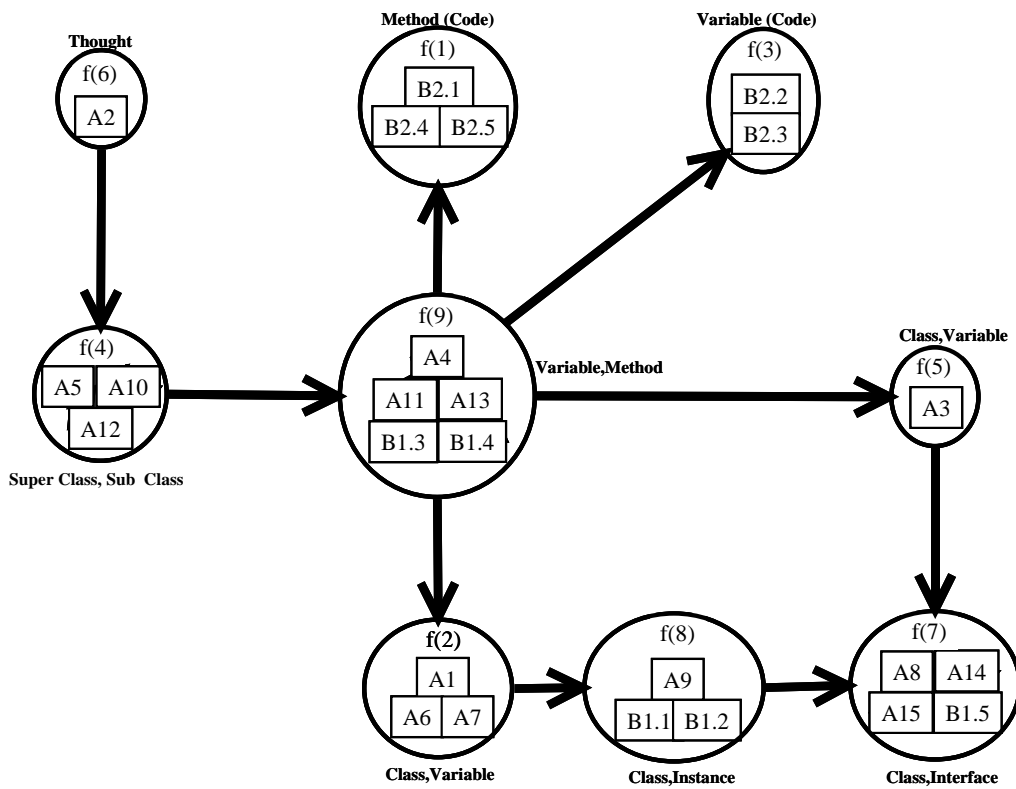 Thought
f(6)
A2
Method (Code)
f(1)
B2.1
B2.4 B2.5
Variable (Code)
f(3)
B2.2
B2.3
f(4)
A5 A10
A12
Super Class, Sub Class
f(9)
A4
A11 A13
B1.3 B1.4
Variable,Method
Class,Variable
f(5)
A3
f(2)
A1
A6 A7
Class,Variable
f(8)
A9
B1.1 B1.2
Class,Instance
f(7)
A8 A14
A15 B1.5
Class,Interface